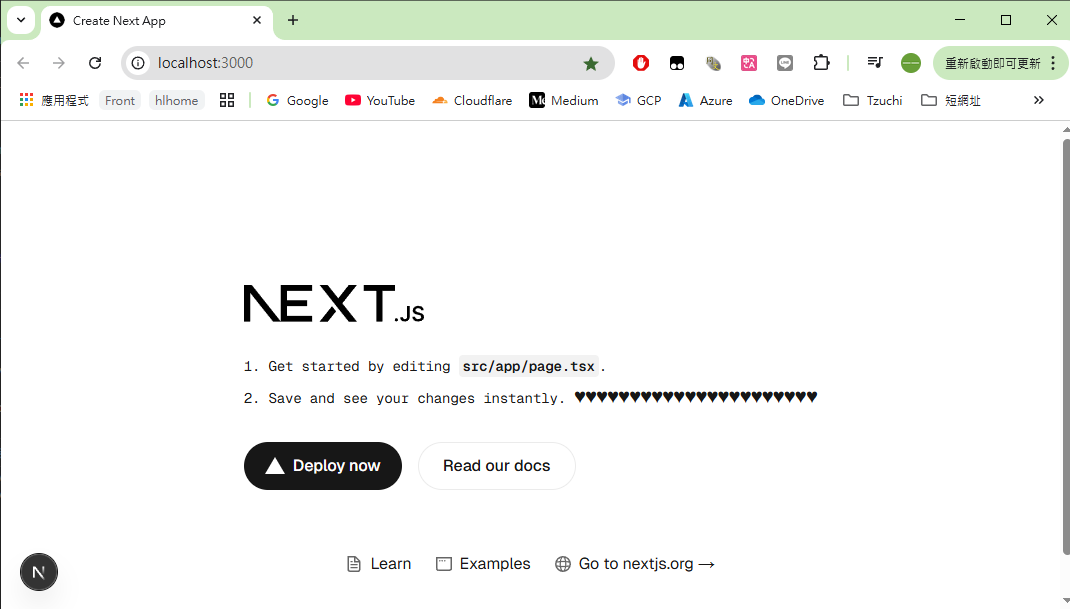 Create Next App
localhost:3000
重新啟動即可更新
應用程式 Front hlhome Google YouTube Cloudflare Medium GCP Azure OneDrive Tzuchi 短網址
NEXT.JS
1. Get started by editing src/app/page.tsx.
2. Save and see your changes instantly. ♥♥♥♥♥♥♥♥♥♥♥♥♥♥♥♥♥♥♥♥♥♥
Deploy now Read our docs
Learn Examples Go to nextjs.org →
N